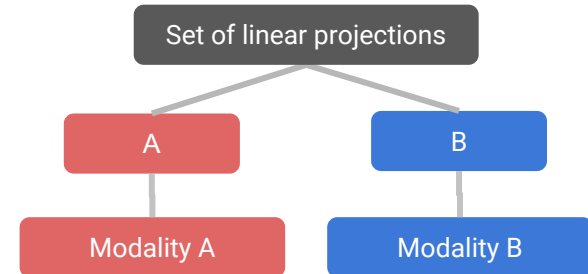 Set of linear projections
A
B
Modality A
Modality B